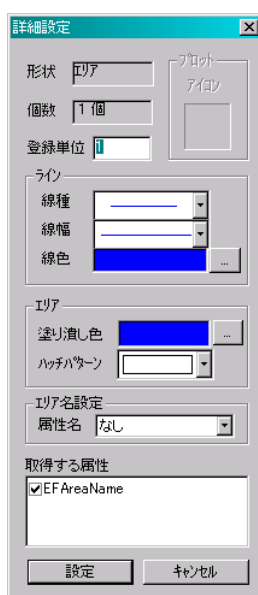 詳細設定
形状 ｴﾘｱ
ﾌﾟﾛｯﾄ
ｱｲｺﾝ
個数 1 個
登録単位 1
ﾗｲﾝ
線種
線幅
線色 ...
ｴﾘｱ
塗り潰し色 ...
ﾊｯﾁﾊﾟﾀｰﾝ
ｴﾘｱ名設定
属性名 なし
取得する属性
EFAreaName
設定 ｷｬﾝｾﾙ